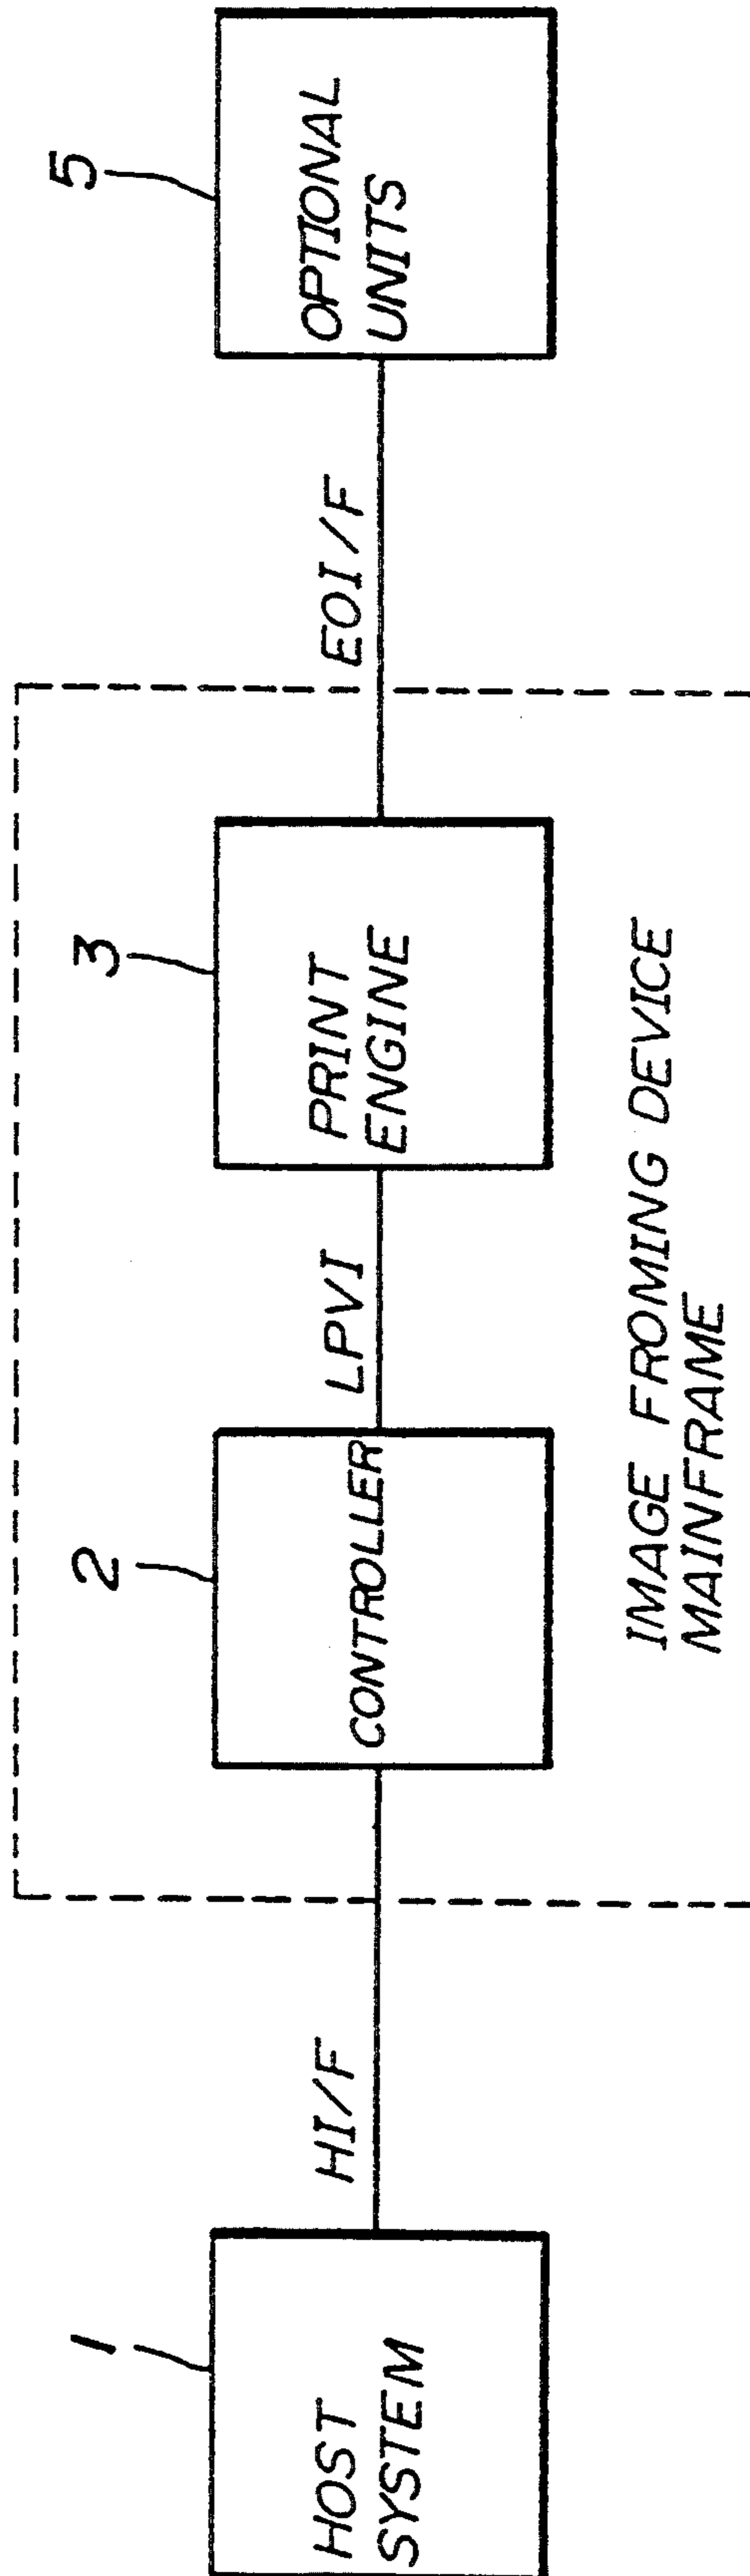 1
HOST
SYSTEM
HI/F
2
CONTROLLER
LPVI
3
PRINT
ENGINE
IMAGE FROMING DEVICE
MAINFRAME
EOI/F
5
OPTIONAL
UNITS